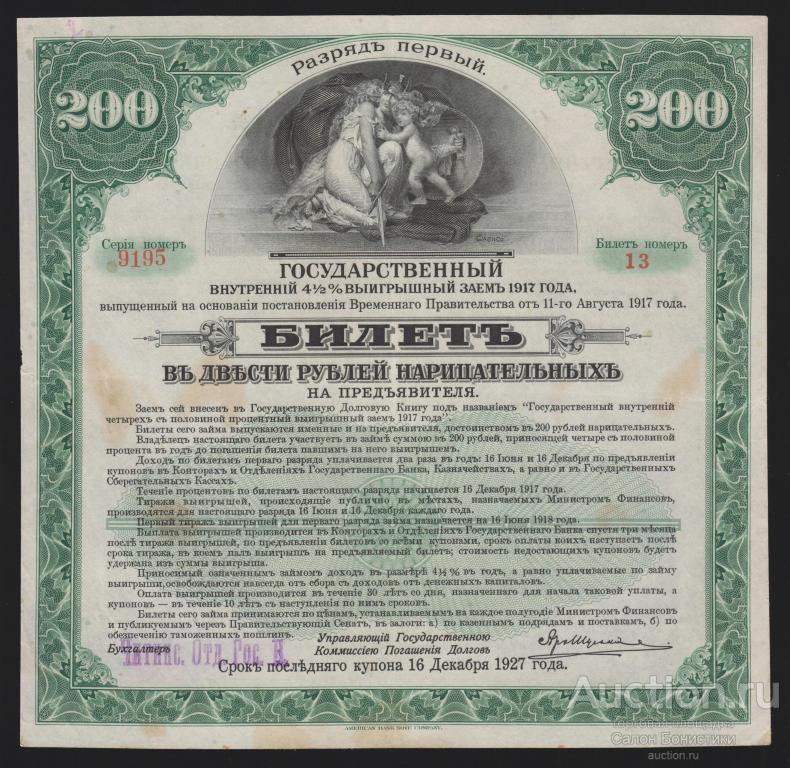 Разрядъ первый.
200 200
Серія номеръ
9195
Билетъ номеръ
13
ГОСУДАРСТВЕННЫЙ
ВНУТРЕННІЙ 4½% ВЫИГРЫШНЫЙ ЗАЕМЪ 1917 ГОДА,
выпущенный на основаніи постановленія Временнаго Правительства отъ 11-го Августа 1917 года.
БИЛЕТЪ
ВЪ ДВѢСТИ РУБЛЕЙ НАРИЦАТЕЛЬНЫХЪ
НА ПРЕДЪЯВИТЕЛЯ.
Заемъ сей внесенъ въ Государственную Долговую Книгу подъ названіемъ "Государственный внутренній
четырехъ съ половиной процентный выигрышный заемъ 1917 года".
Билеты сего займа выпускаются именные и на предъявителя, достоинствомъ въ 200 рублей нарицательныхъ.
Владѣлецъ настоящаго билета участвуетъ въ займѣ суммою въ 200 рублей, приносящей четыре съ половиной
процента въ годъ до погашенія билета павшимъ на него выигрышемъ.
Доходъ по билетамъ перваго разряда уплачивается два раза въ годъ: 16 Іюня и 16 Декабря по предъявленіи
купоновъ въ Конторахъ и Отдѣленіяхъ Государственнаго Банка, Казначействахъ, а равно и въ Государственныхъ
Сберегательныхъ Кассахъ.
Теченіе процентовъ по билетамъ настоящаго разряда начинается 16 Декабря 1917 года.
Тиражи выигрышей, происходящіе публично въ мѣстахъ, назначаемыхъ Министромъ Финансовъ,
производятся для настоящаго разряда 16 Іюня и 16 Декабря каждаго года.
Первый тиражъ выигрышей для перваго разряда займа назначается на 16 Іюня 1918 года.
Выплата выигрышей производится въ Конторахъ и Отдѣленіяхъ Государственнаго Банка спустя три мѣсяца
послѣ тиража выигрышей, по предъявленіи билетовъ со всѣми купонами, срокъ оплаты коихъ наступаетъ послѣ
срока тиража, въ коемъ палъ выигрышъ на предъявляемый билетъ; стоимость недостающихъ купоновъ будетъ
удержана изъ суммы выигрыша.
Приносимый означеннымъ займомъ доходъ въ размѣрѣ 4½% въ годъ, а равно уплачиваемые по займу
выигрыши, освобождаются навсегда отъ сбора съ доходовъ отъ денежныхъ капиталовъ.
Оплата выигрышей производится въ теченіе 30 лѣтъ со дня, назначеннаго для начала таковой уплаты, а
купоновъ — въ теченіе 10 лѣтъ съ наступленія по нимъ сроковъ.
Билеты сего займа принимаются по цѣнамъ, устанавливаемымъ на каждое полугодіе Министромъ Финансовъ
и публикуемымъ черезъ Правительствующій Сенатъ, въ залоги: а) по казеннымъ подрядамъ и поставкамъ, б) по
обезпеченію таможенныхъ пошлинъ.
Бухгалтеръ
Управляющій Государственною
Коммиссіею Погашенія Долговъ
Отд. Гос.
Срокъ послѣдняго купона 16 Декабря 1927 года.
AMERICAN BANK NOTE COMPANY.
Auction.ru
торговая площадка
Салон Бонистики
auction.ru